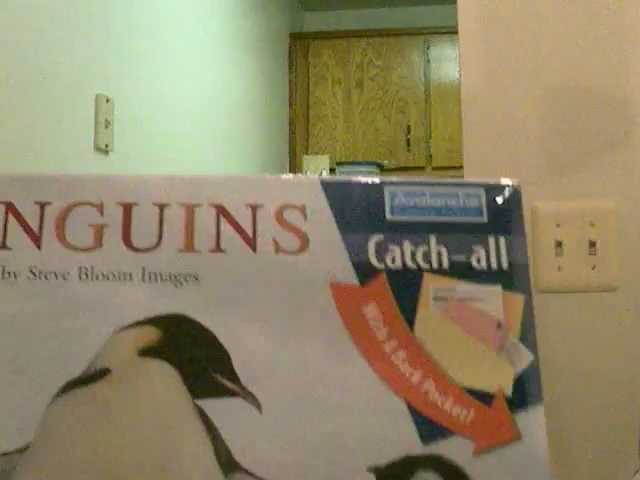 NGUINS
by Steve Bloom Images
Avalanche
Catch-all
With A Back Pocket!